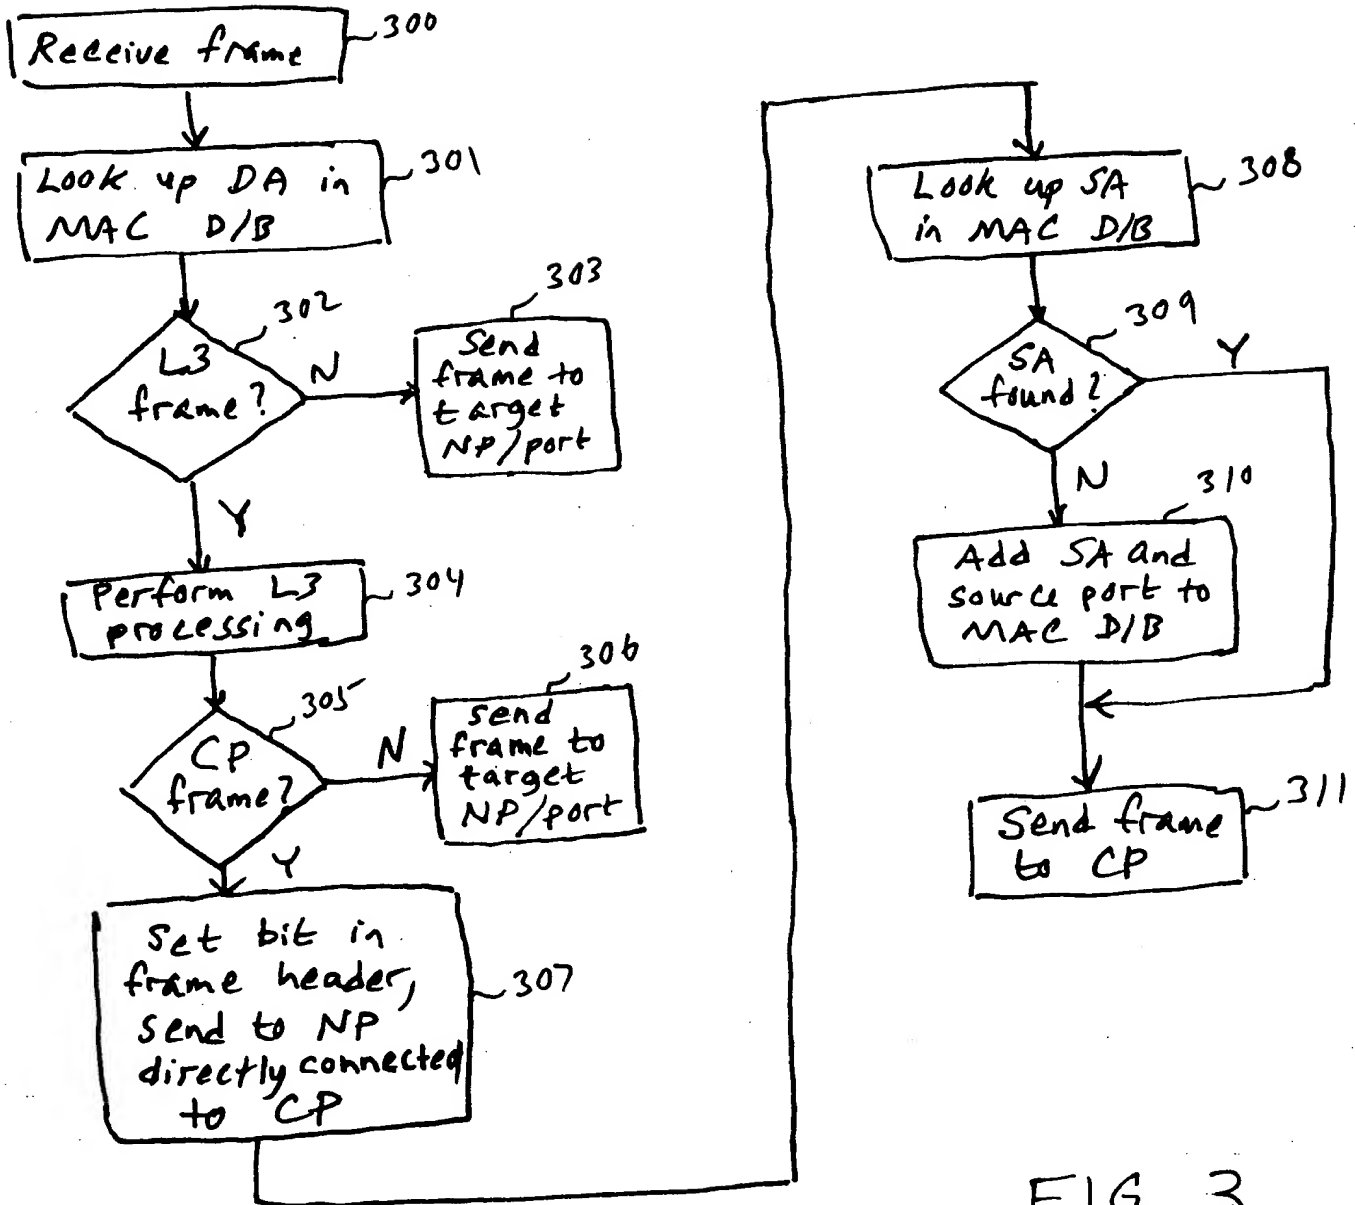 Receive frame
300
Look up DA in
MAC D/B
301
L3
frame?
302
N
Send
frame to
target
NP/port
303
Y
Perform L3
processing
304
CP
frame?
305
N
send
frame to
target
NP/port
306
Y
Set bit in
frame header,
send to NP
directly connected
to CP
307
Look up SA
in MAC D/B
308
SA
found?
309
Y
N
Add SA and
source port to
MAC D/B
310
Send frame
to CP
311
FIG. 3